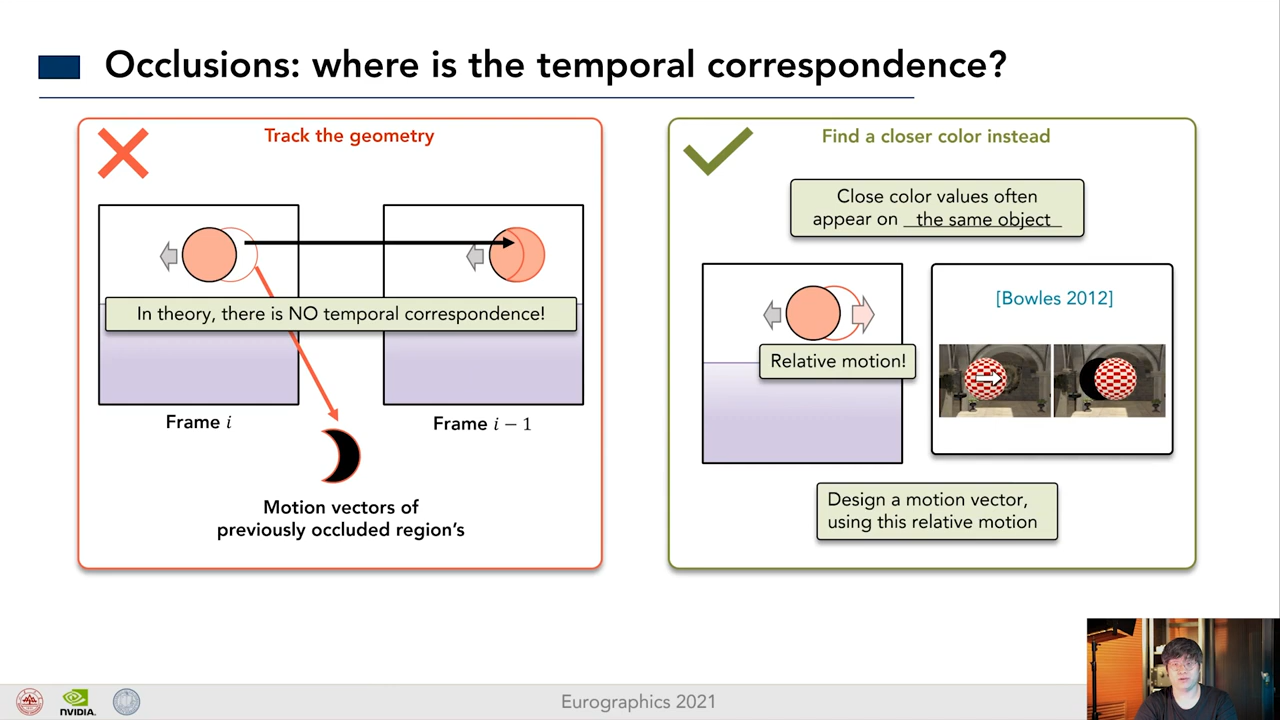 Occlusions: where is the temporal correspondence?
Track the geometry
In theory, there is NO temporal correspondence!
Frame i
Frame i − 1
Motion vectors of
previously occluded region's
Find a closer color instead
Close color values often
appear on the same object
Relative motion!
[Bowles 2012]
Design a motion vector,
using this relative motion
NVIDIA.
Eurographics 2021